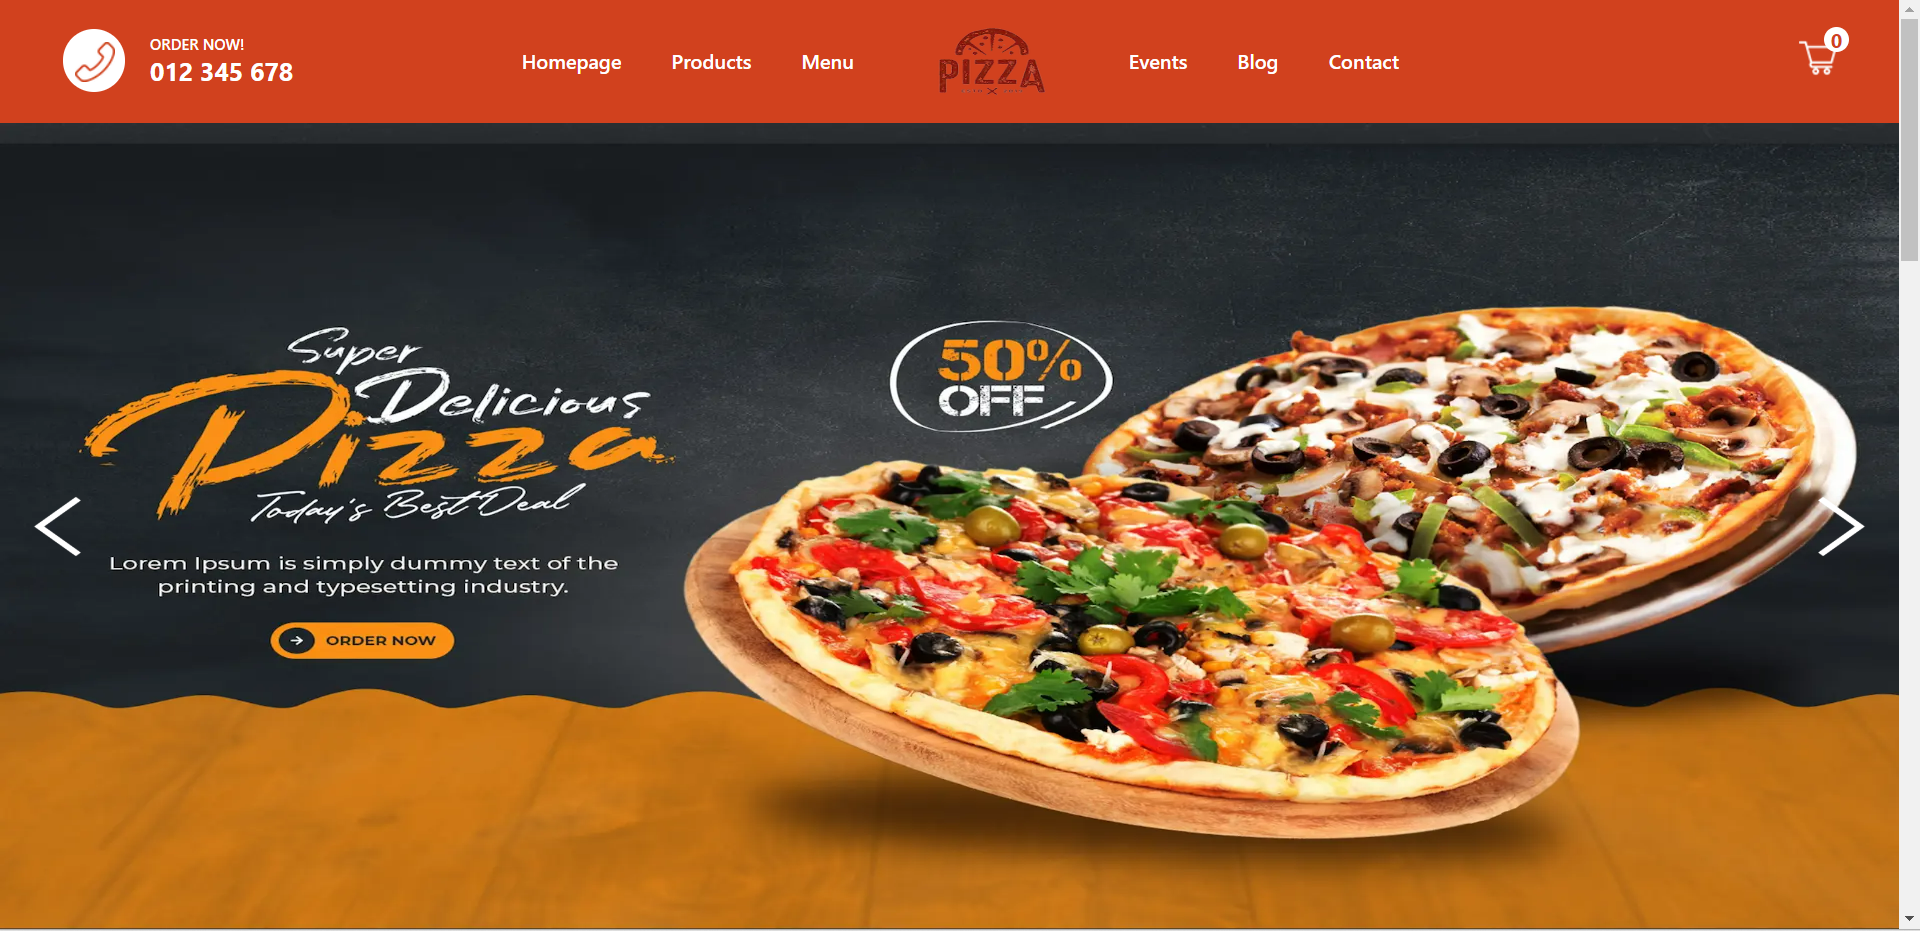 ORDER NOW!
012 345 678
Homepage
Products
Menu
PIZZA
Events
Blog
Contact
0
Super
Delicious
Pizza
Today's Best Deal
50%
OFF
Lorem Ipsum is simply dummy text of the
printing and typesetting industry.
ORDER NOW